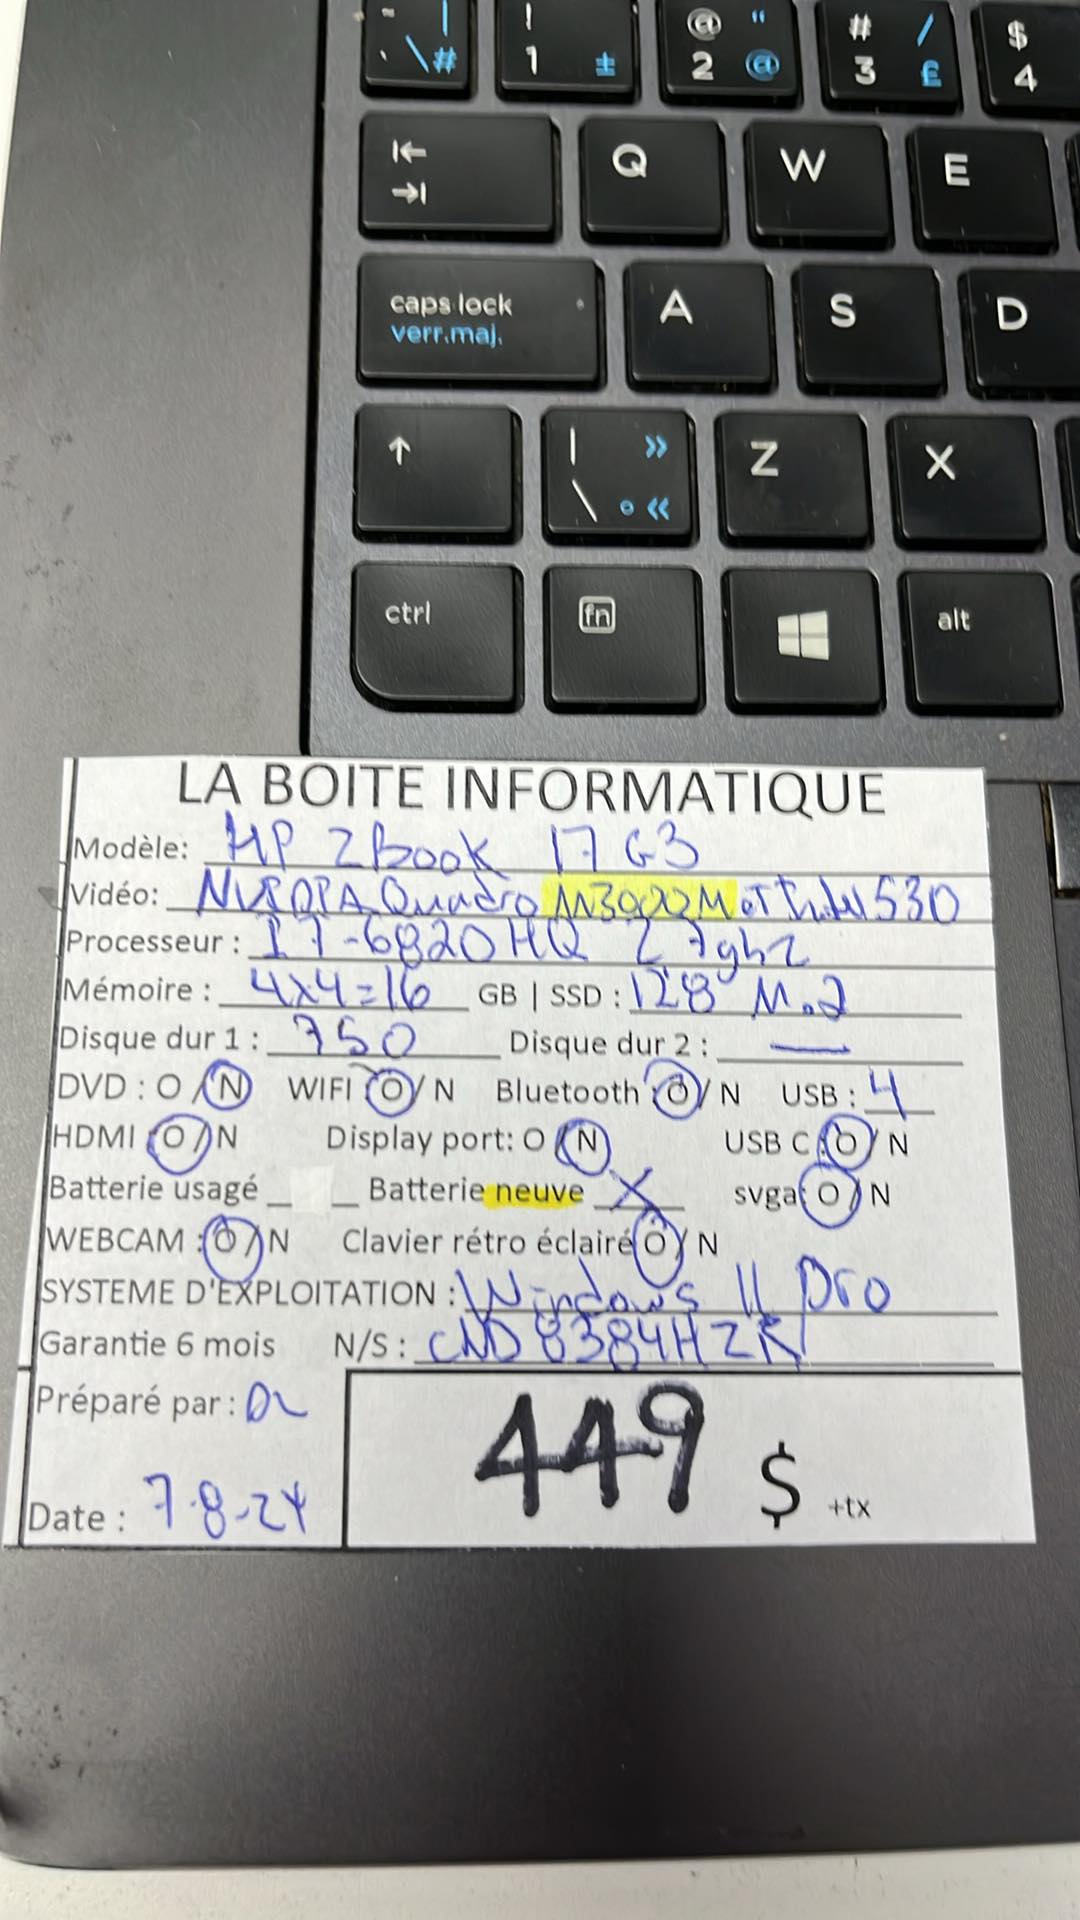 ~ |
` \ #
! 1 ±
@ " 2 @
# / 3 £
$ 4
Q W E
caps lock
verr.maj.
A S D
| »
\ ° «
Z X
ctrl fn alt
LA BOITE INFORMATIQUE
Modèle: HP ZBook 17 G3
Vidéo: NVIDIA Quadro M3000M et Intel 530
Processeur : I7-6820HQ 2.7ghz
Mémoire : 4x4=16 GB | SSD : 128 M.2
Disque dur 1 : 750 Disque dur 2 : —
DVD : O / N WIFI : O / N Bluetooth : O / N USB : 4
HDMI : O / N Display port: O / N USB C : O / N
Batterie usagé __ __ Batterie neuve X svga: O / N
WEBCAM : O / N Clavier rétro éclairé O / N
SYSTEME D'EXPLOITATION : Windows 11 pro
Garantie 6 mois N/S : CND8384HZK
Préparé par :
449 $ +tx
Date : 7-8-24